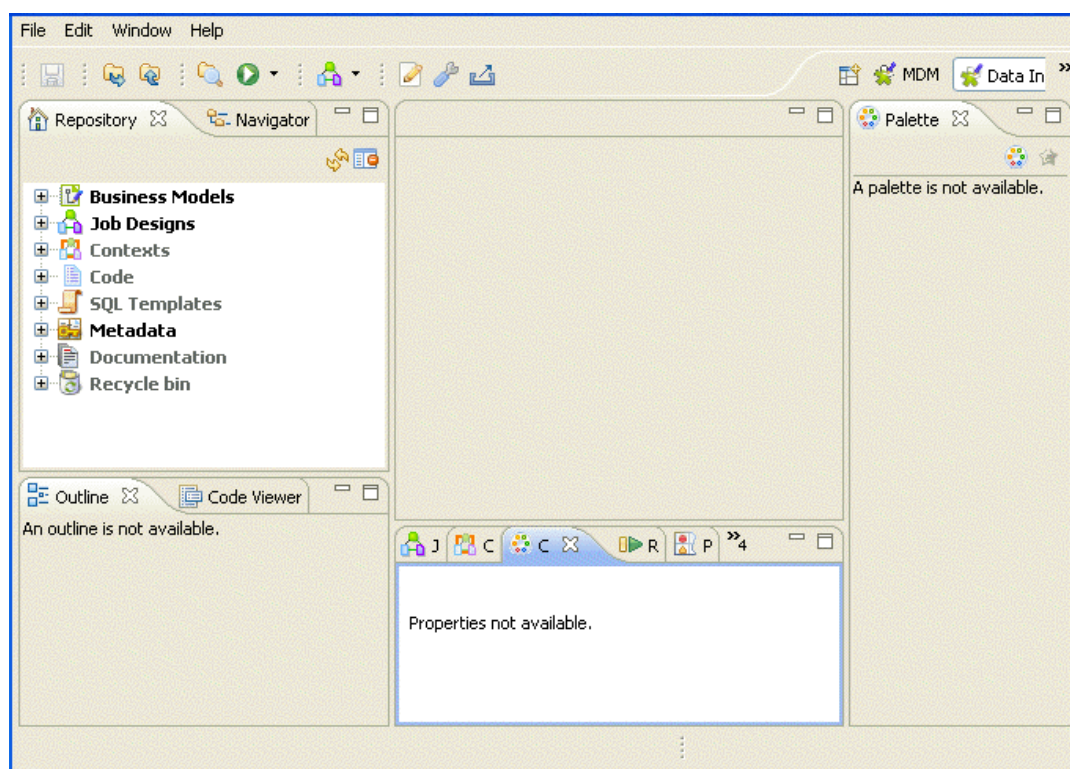 File Edit Window Help
MDM Data In »
Repository Navigator
Palette
Business Models
Job Designs
Contexts
Code
SQL Templates
Metadata
Documentation
Recycle bin
A palette is not available.
Outline Code Viewer
An outline is not available.
J C C R P »4
Properties not available.